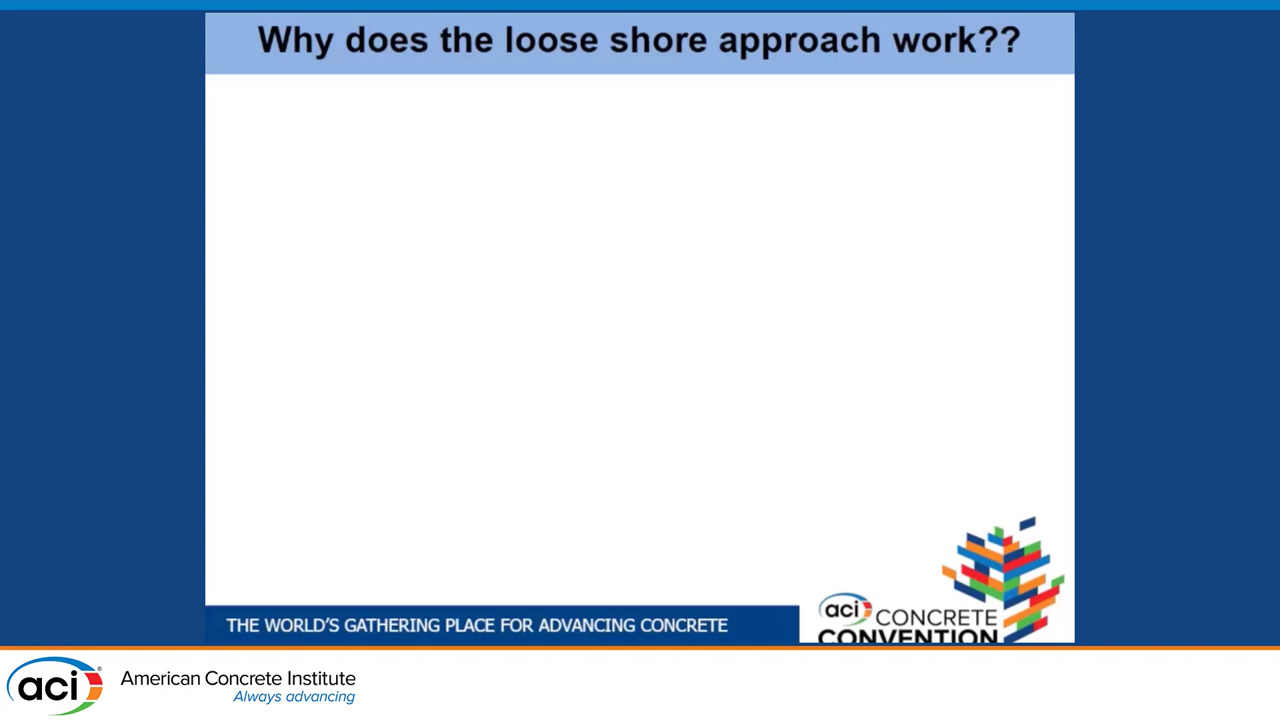 Why does the loose shore approach work??
THE WORLD'S GATHERING PLACE FOR ADVANCING CONCRETE
aci CONCRETE
CONVENTION
aci® American Concrete Institute
Always advancing